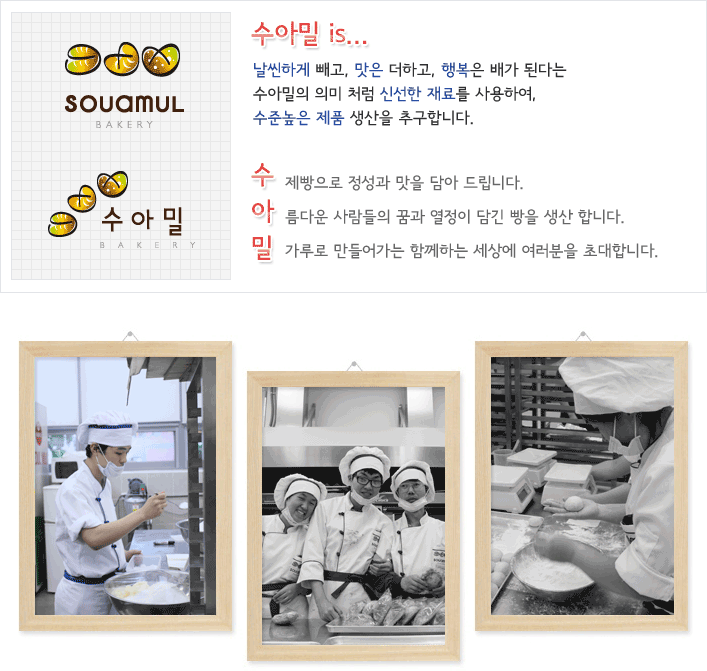 SOUAMUL
BAKERY
수아밀
BAKERY
수아밀 is...
날씬하게 빼고, 맛은 더하고, 행복은 배가 된다는
수아밀의 의미 처럼 신선한 재료를 사용하여,
수준높은 제품 생산을 추구합니다.
수 제빵으로 정성과 맛을 담아 드립니다.
아 름다운 사람들의 꿈과 열정이 담긴 빵을 생산 합니다.
밀 가루로 만들어가는 함께하는 세상에 여러분을 초대합니다.